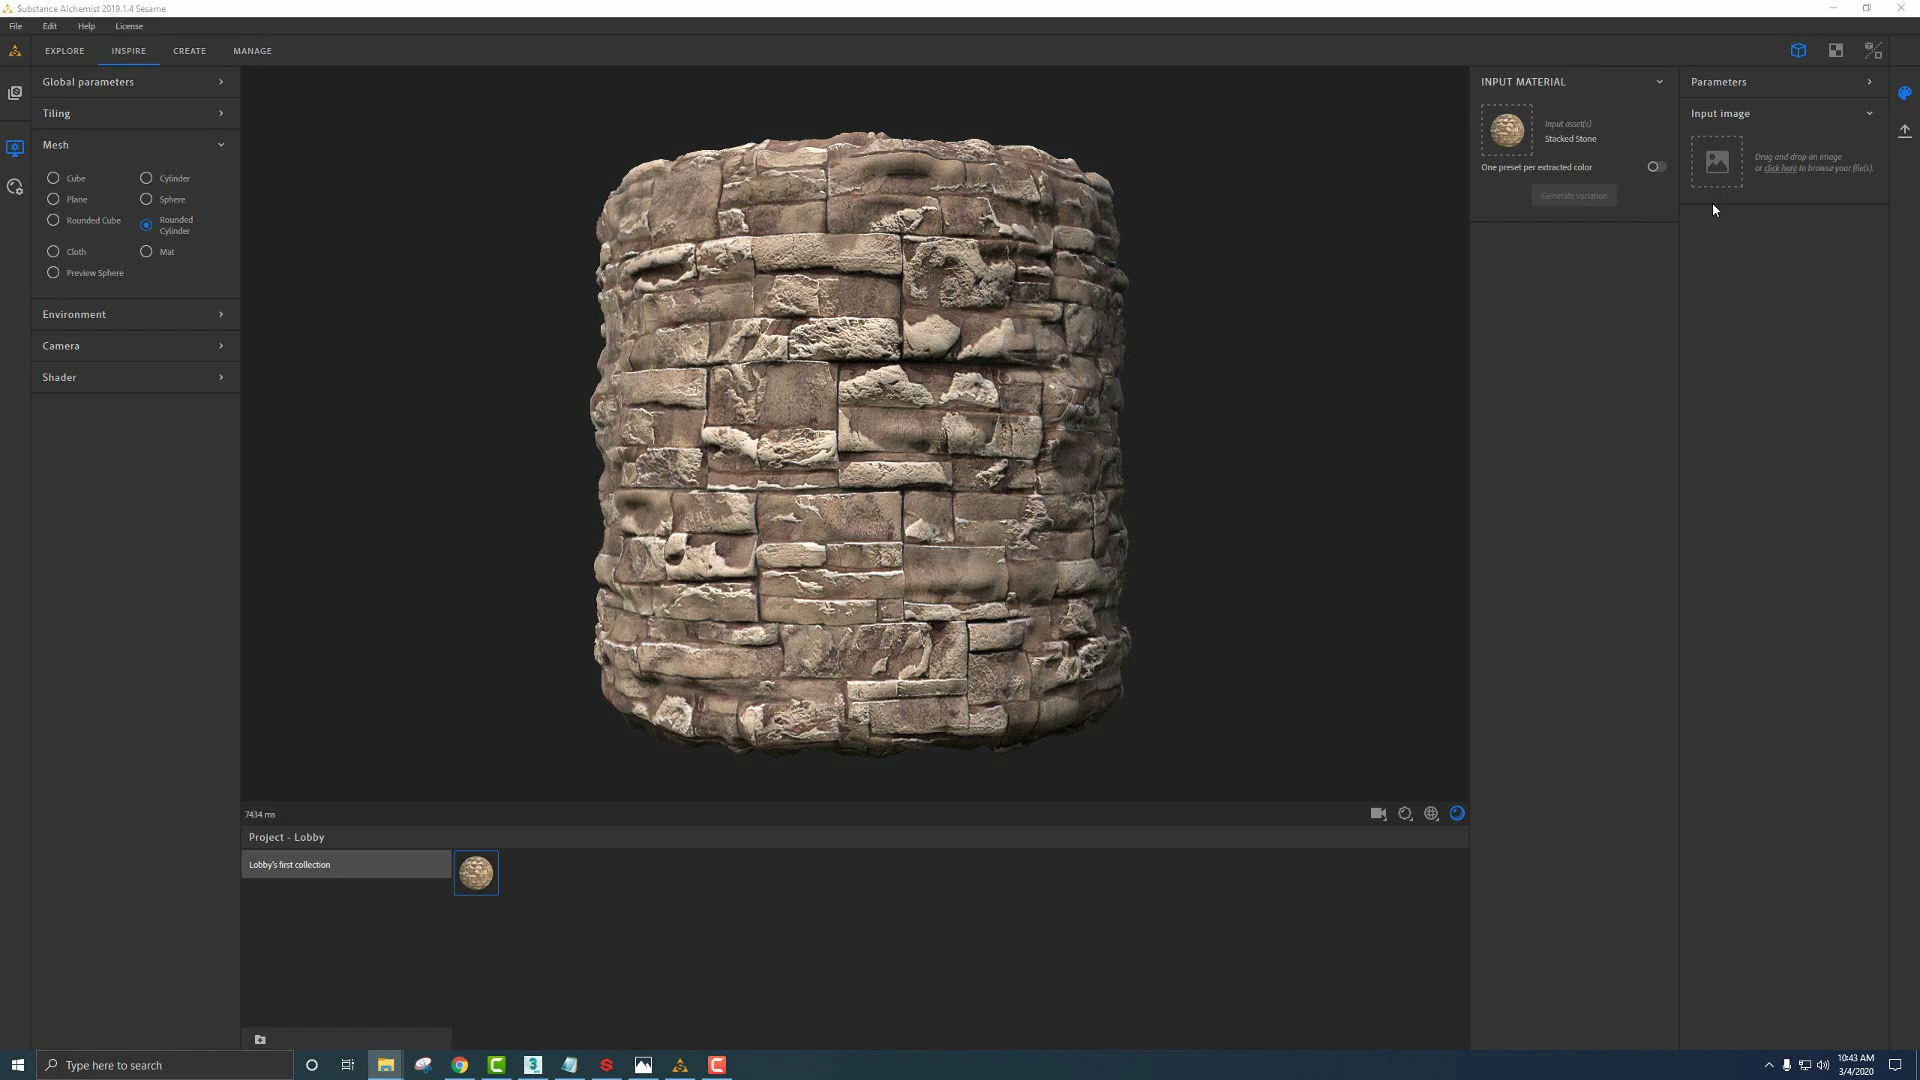 Substance Alchemist 2019.1.4 Sesame
File Edit Help License
EXPLORE INSPIRE CREATE MANAGE
Global parameters
Tiling
Mesh
Cube Cylinder
Plane Sphere
Rounded Cube Rounded
Cylinder
Cloth Mat
Preview Sphere
Environment
Camera
Shader
INPUT MATERIAL
Input asset(s)
Stacked Stone
One preset per extracted color
Generate variation
Parameters
Input image
Drag and drop an image
or click here to browse your file(s).
7434 ms
Project - Lobby
Lobby's first collection
Type here to search
10:43 AM
3/4/2020